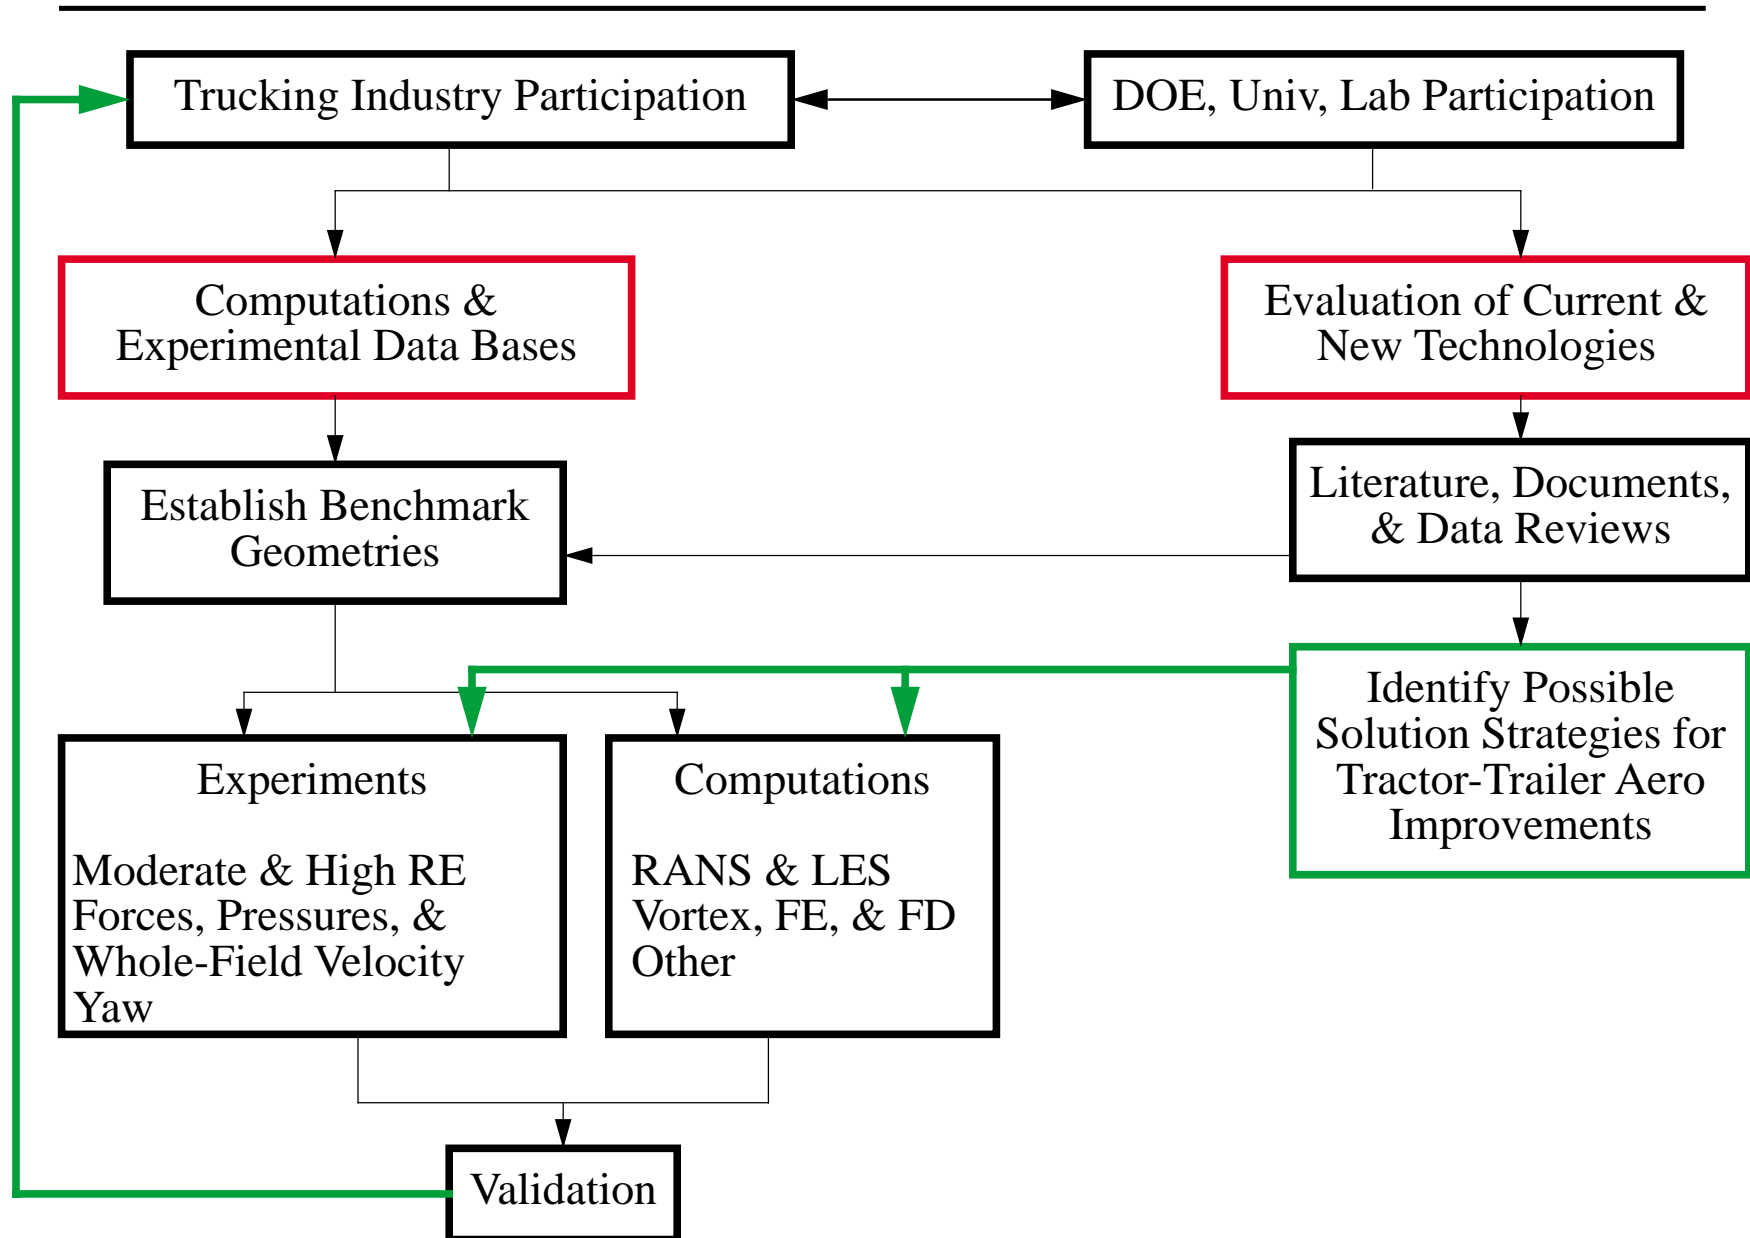 Trucking Industry Participation
DOE, Univ, Lab Participation
Computations &
Experimental Data Bases
Evaluation of Current &
New Technologies
Establish Benchmark
Geometries
Literature, Documents,
& Data Reviews
Identify Possible
Solution Strategies for
Tractor-Trailer Aero
Improvements
Experiments
Moderate & High RE
Forces, Pressures, &
Whole-Field Velocity
Yaw
Computations
RANS & LES
Vortex, FE, & FD
Other
Validation